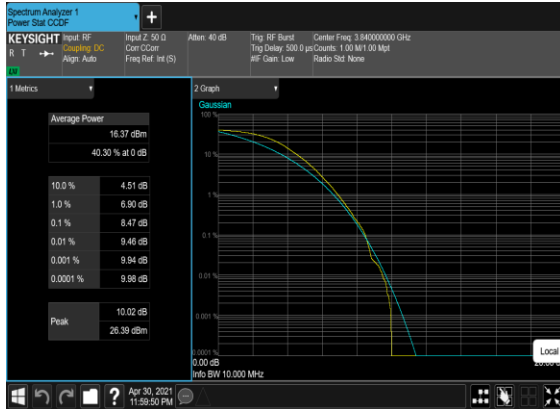 Spectrum Analyzer 1
Power Stat CCDF
KEYSIGHT
R T
Input: RF
Coupling: DC
Align: Auto
Input Z: 50 Ω
Corr CCorr
Freq Ref: Int (S)
Atten: 40 dB
Trig: RF Burst
Trig Delay: 500.0 µs
#IF Gain: Low
Center Freq: 3.840000000 GHz
Counts: 1.00 M/1.00 Mpt
Radio Std: None
1 Metrics
Average Power
16.37 dBm
40.30 % at 0 dB
10.0 % 4.51 dB
1.0 % 6.90 dB
0.1 % 8.47 dB
0.01 % 9.46 dB
0.001 % 9.94 dB
0.0001 % 9.98 dB
Peak 10.02 dB
26.39 dBm
2 Graph
Gaussian
100 %
10 %
1 %
0.1 %
0.01 %
0.001 %
0.0001 %
0.00 dB
Info BW 10.000 MHz
Local
?
Apr 30, 2021
11:59:50 PM